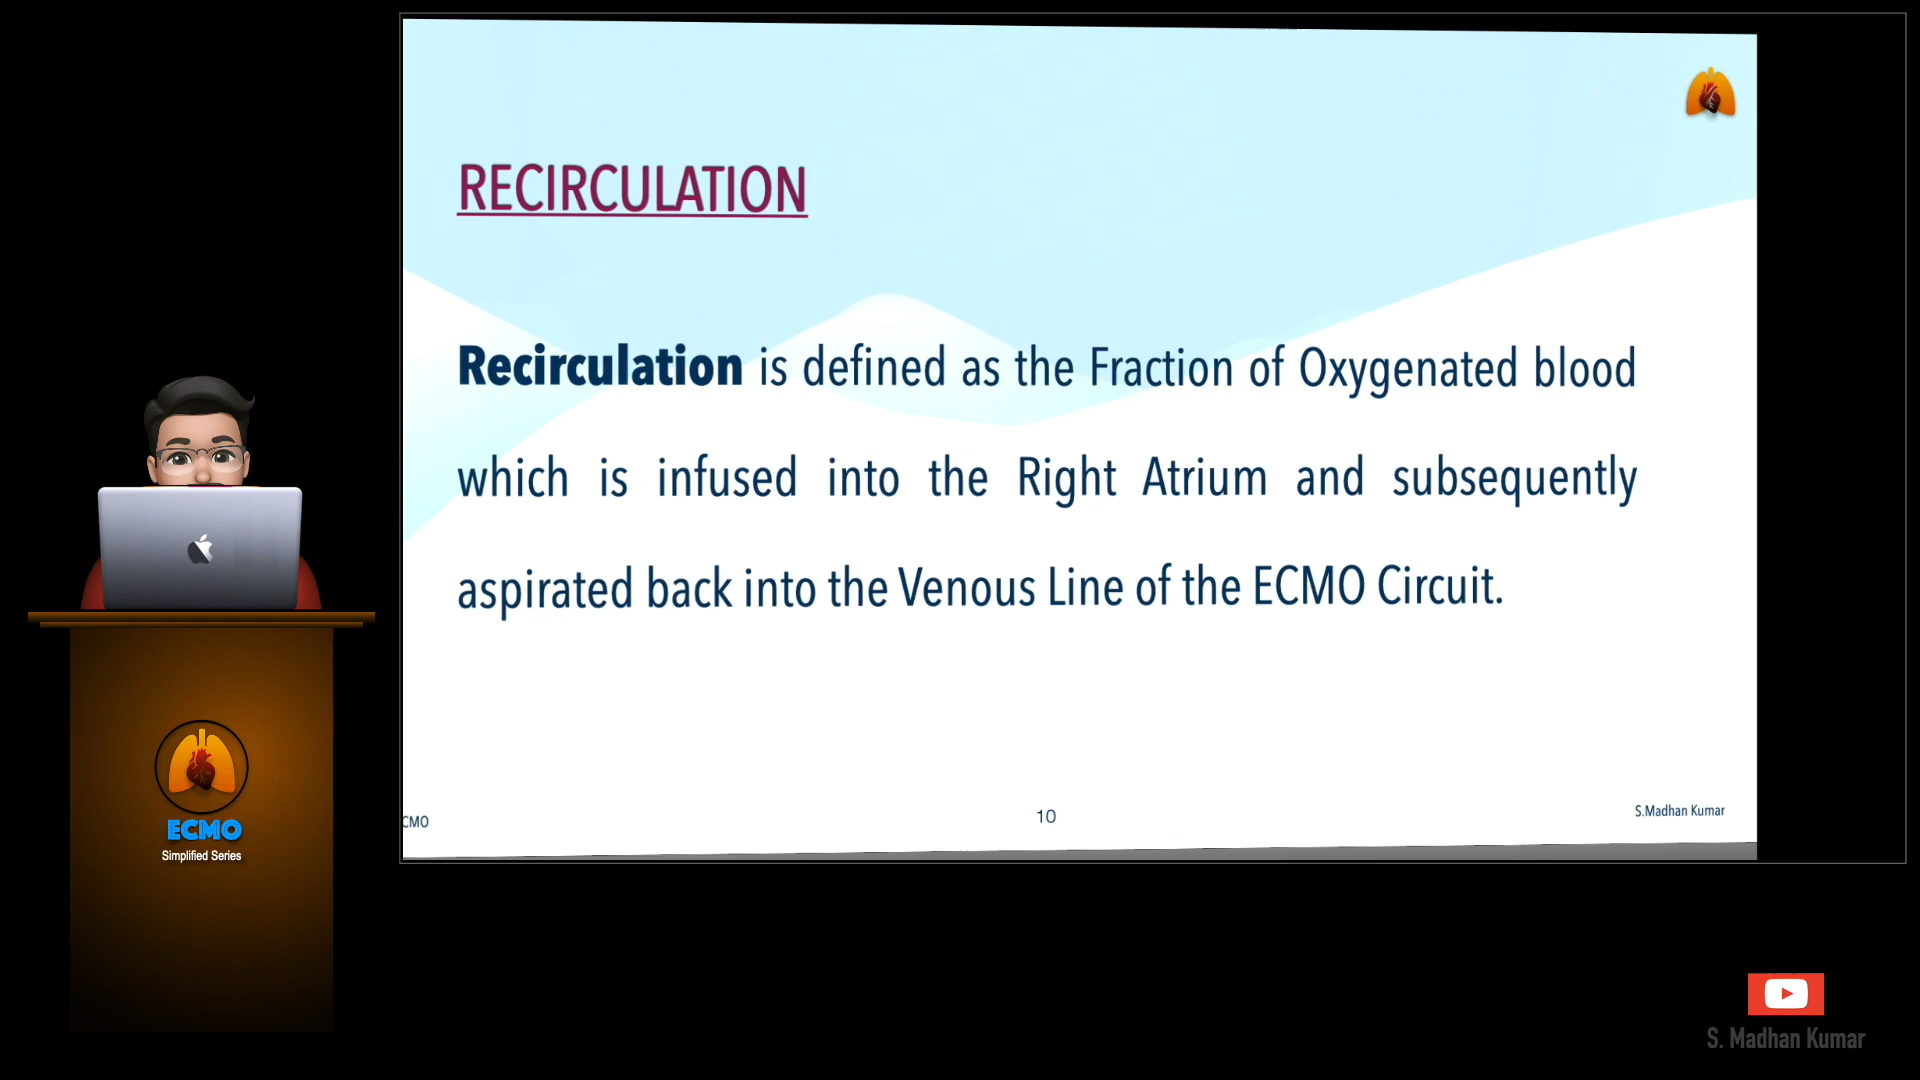 RECIRCULATION
Recirculation is defined as the Fraction of Oxygenated blood
which is infused into the Right Atrium and subsequently
aspirated back into the Venous Line of the ECMO Circuit.
CMO
10
S.Madhan Kumar
ECMO
Simplified Series
S. Madhan Kumar